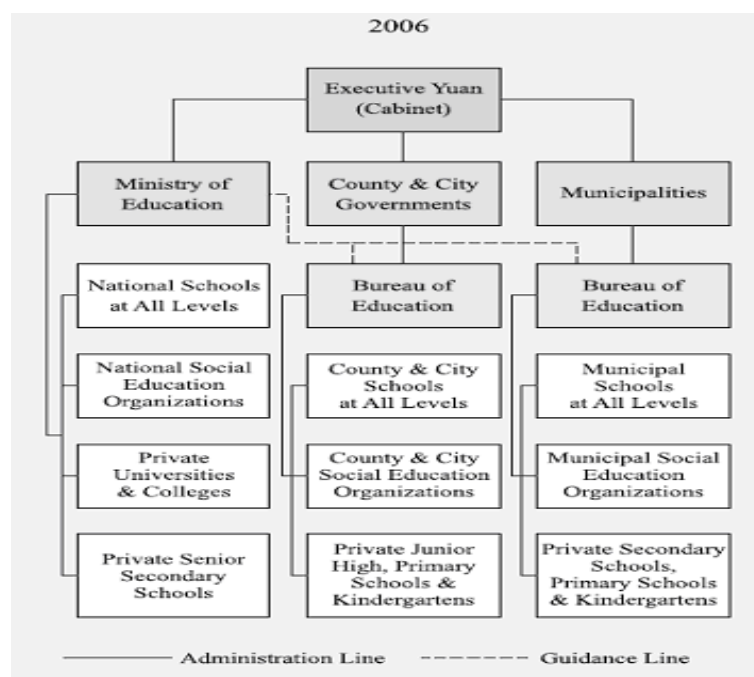 2006
Executive Yuan
(Cabinet)
Ministry of
Education
County & City
Governments
Municipalities
National Schools
at All Levels
Bureau of
Education
Bureau of
Education
National Social
Education
Organizations
County & City
Schools
at All Levels
Municipal
Schools
at All Levels
Private
Universities
& Colleges
County & City
Social Education
Organizations
Municipal Social
Education
Organizations
Private Senior
Secondary
Schools
Private Junior
High, Primary
Schools &
Kindergartens
Private Secondary
Schools,
Primary Schools
& Kindergartens
Administration Line
Guidance Line